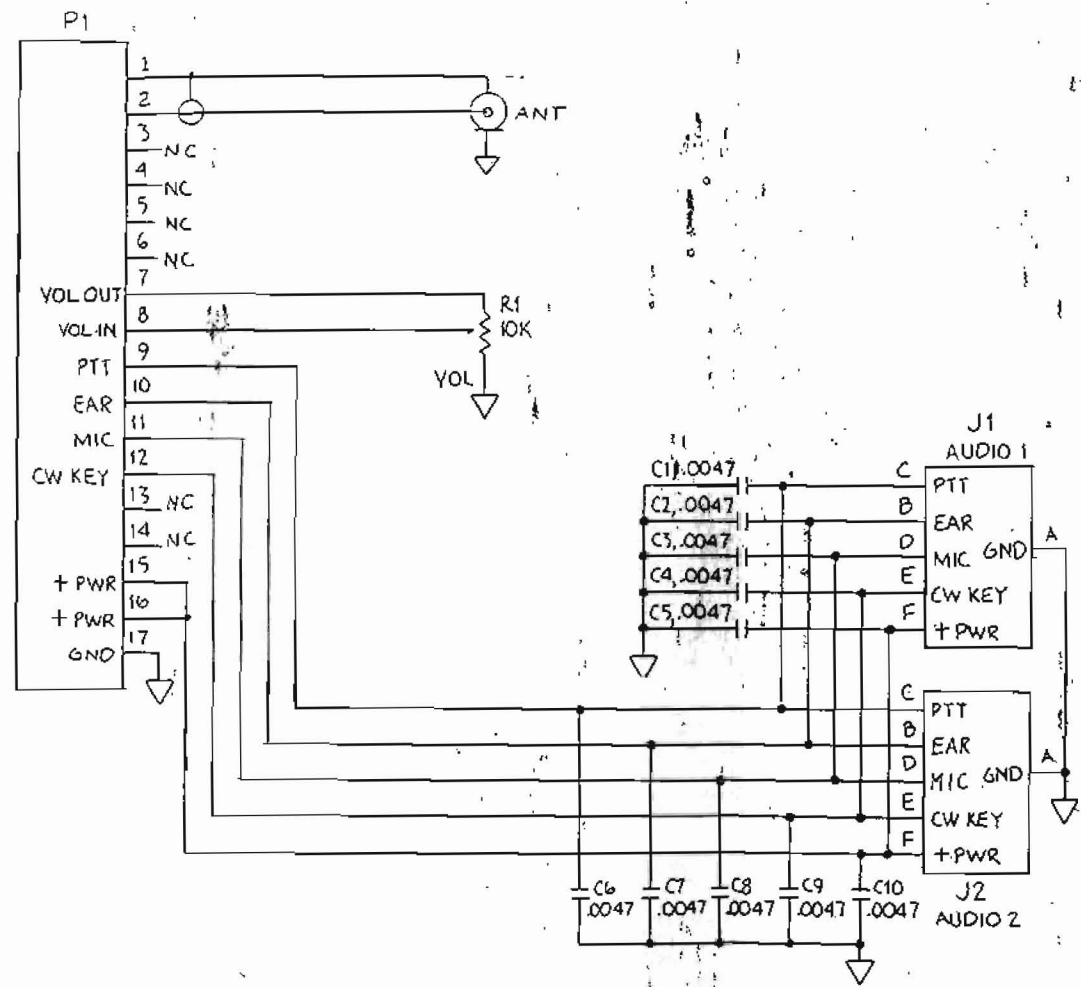 P1
1
2
ANT
3
NC
4
NC
5
NC
6
NC
7
VOL OUT
R1
10K
8
VOL-IN
9
PTT
VOL
10
EAR
11
MIC
12
CW KEY
13
NC
14
NC
15
+ PWR
16
+ PWR
17
GND
J1
AUDIO 1
C1, .0047
C
PTT
C2, .0047
B
EAR
C3, .0047
D
MIC
GND
A
C4, .0047
E
CW KEY
C5, .0047
F
+ PWR
C
PTT
B
EAR
D
MIC
GND
A
E
CW KEY
F
+ PWR
J2
AUDIO 2
C6
.0047
C7
.0047
C8
.0047
C9
.0047
C10
.0047